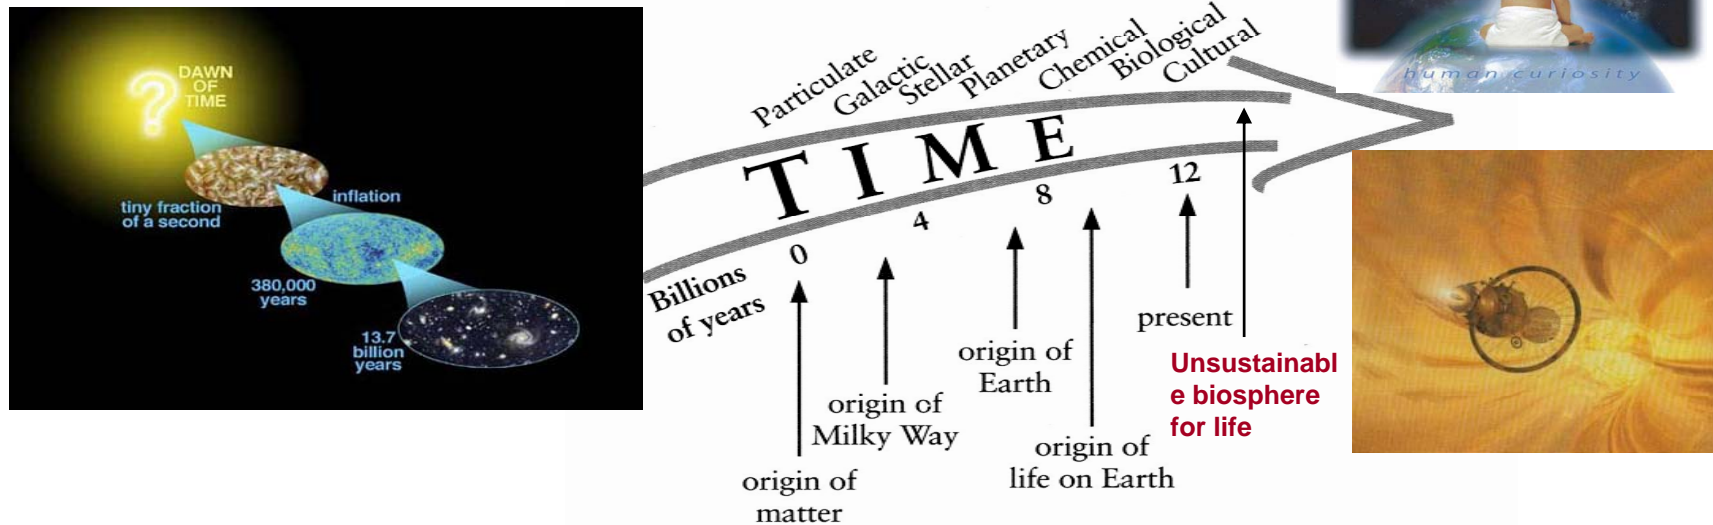 DAWN
OF
TIME
?
tiny fraction
of a second
inflation
380,000
years
13.7
billion
years
Particulate
Galactic
Stellar
Planetary
Chemical
Biological
Cultural
TIME
Billions
of years
0
4
8
12
origin of
matter
origin of
Milky Way
origin of
Earth
origin of
life on Earth
present
Unsustainabl
e biosphere
for life
human curiosity